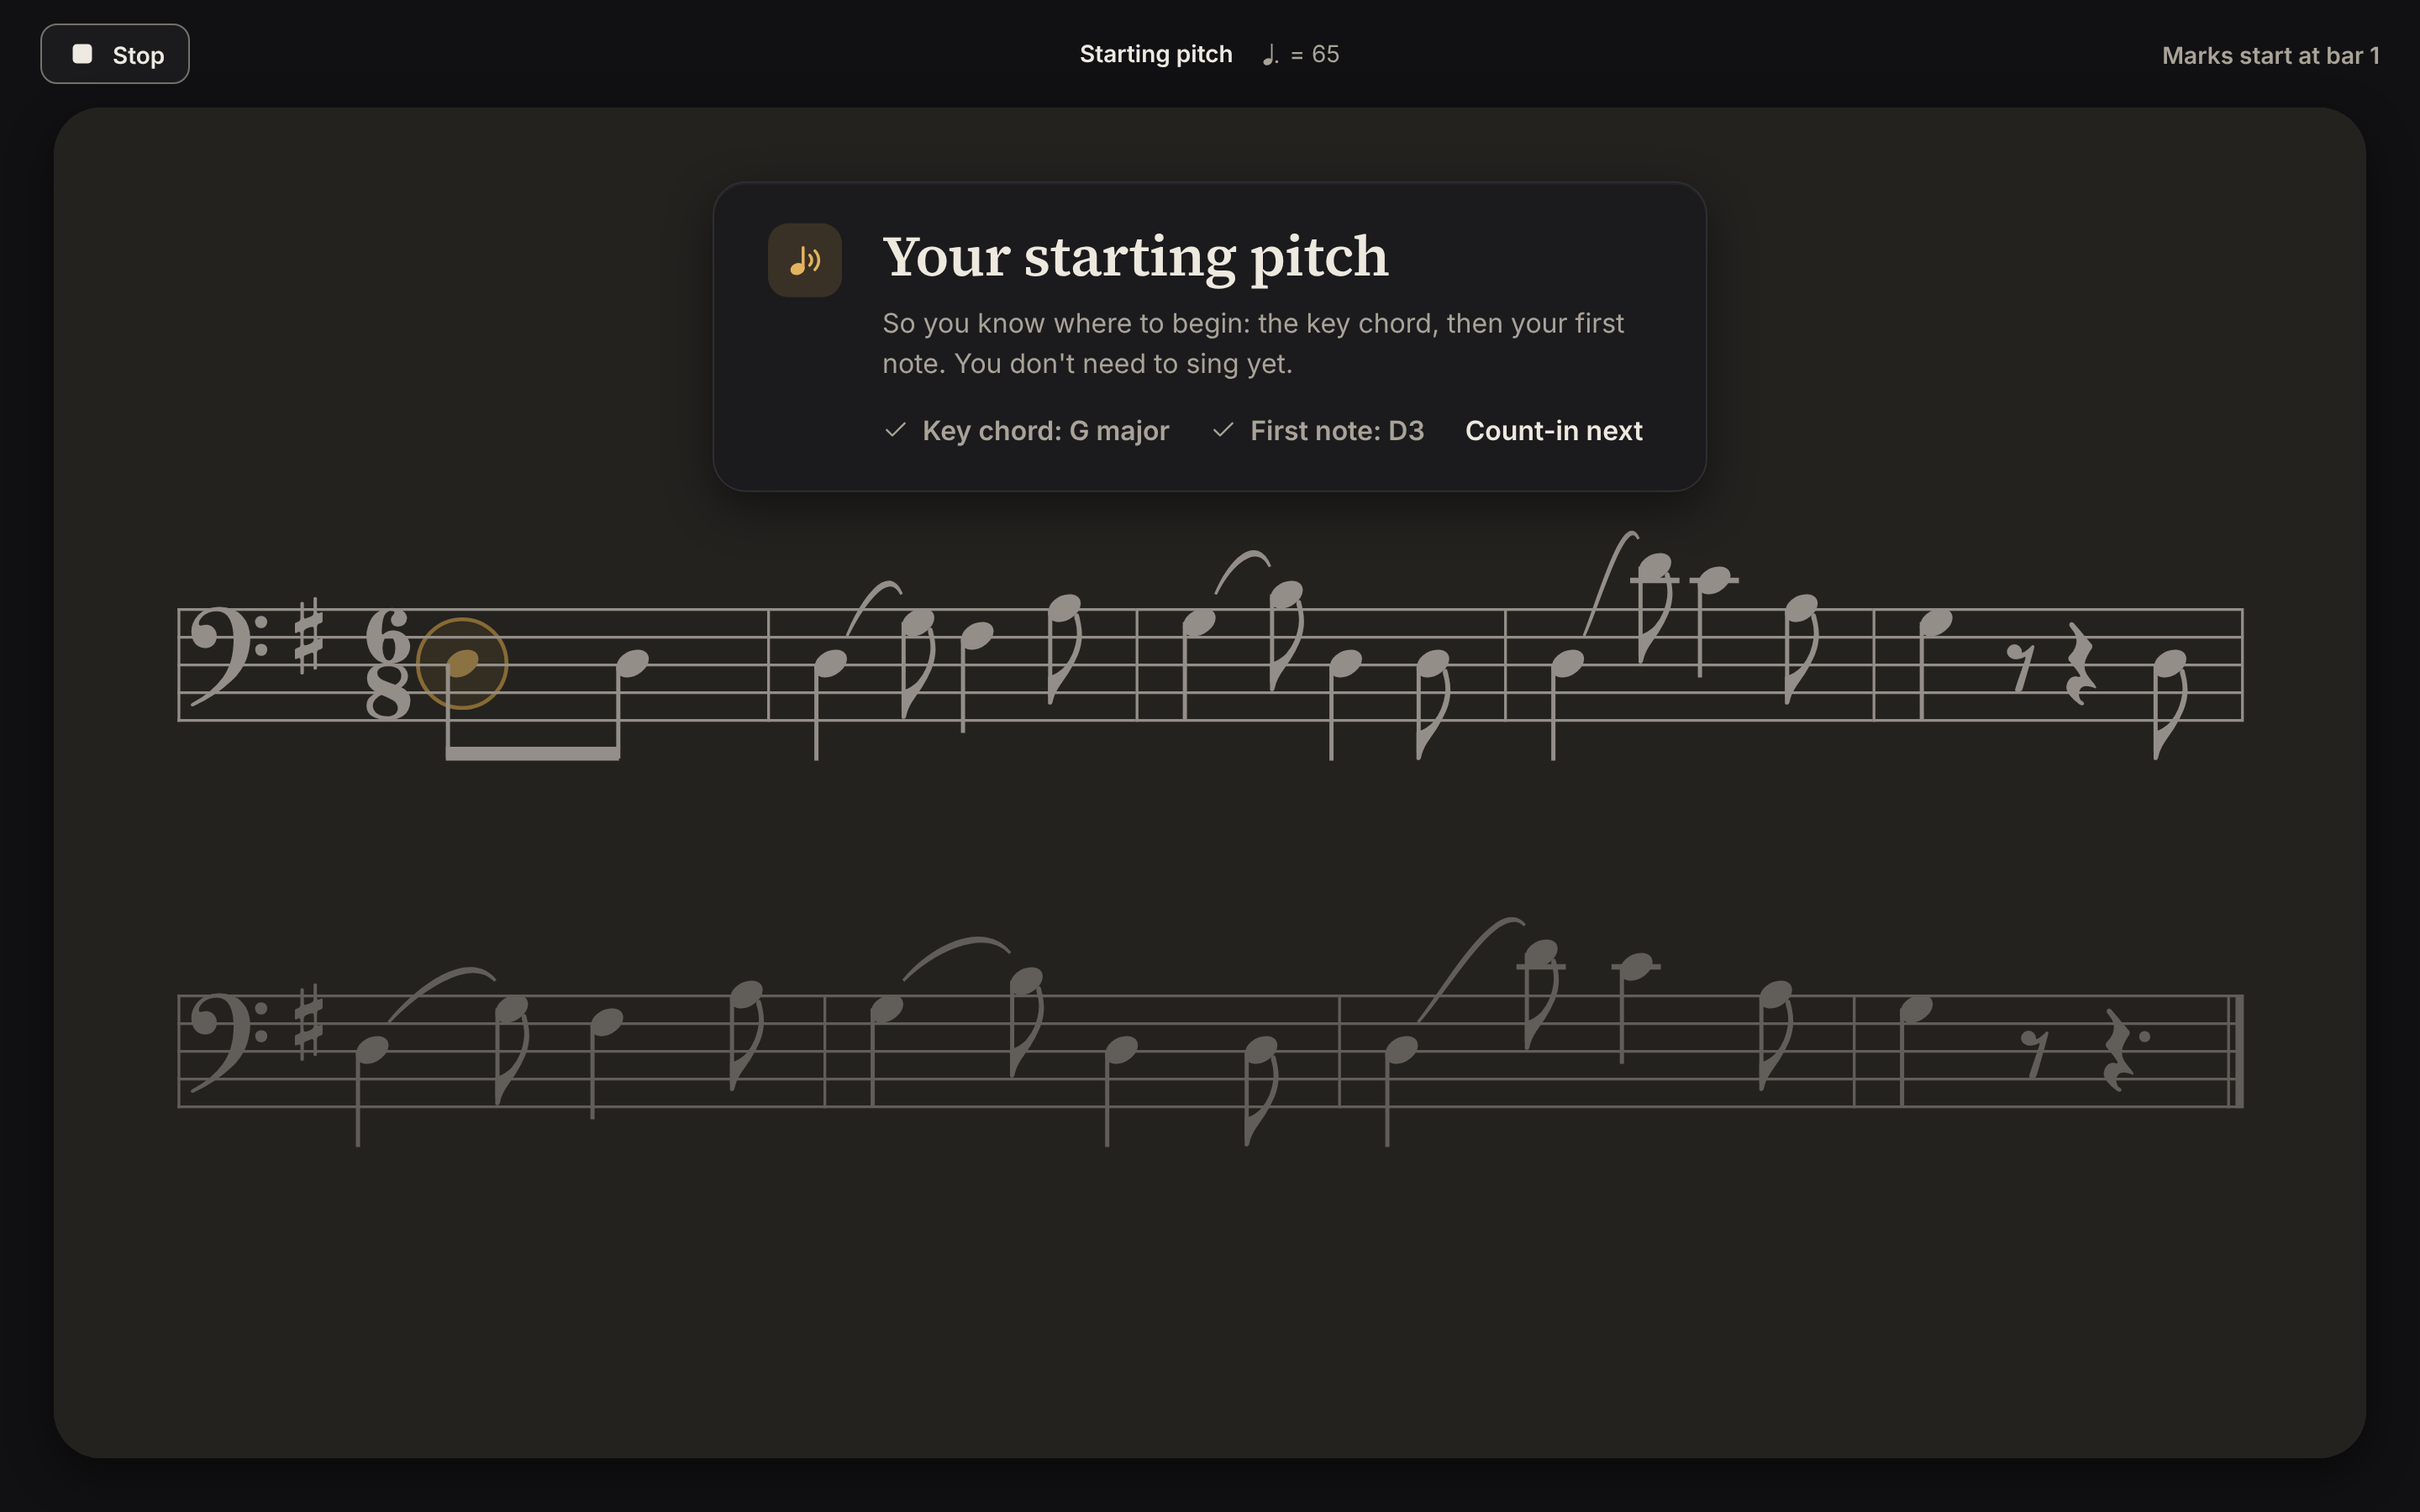 Stop
Starting pitch ♩. = 65
Marks start at bar 1
Your starting pitch
So you know where to begin: the key chord, then your first
note. You don't need to sing yet.
✓ Key chord: G major ✓ First note: D3 Count-in next
6
8